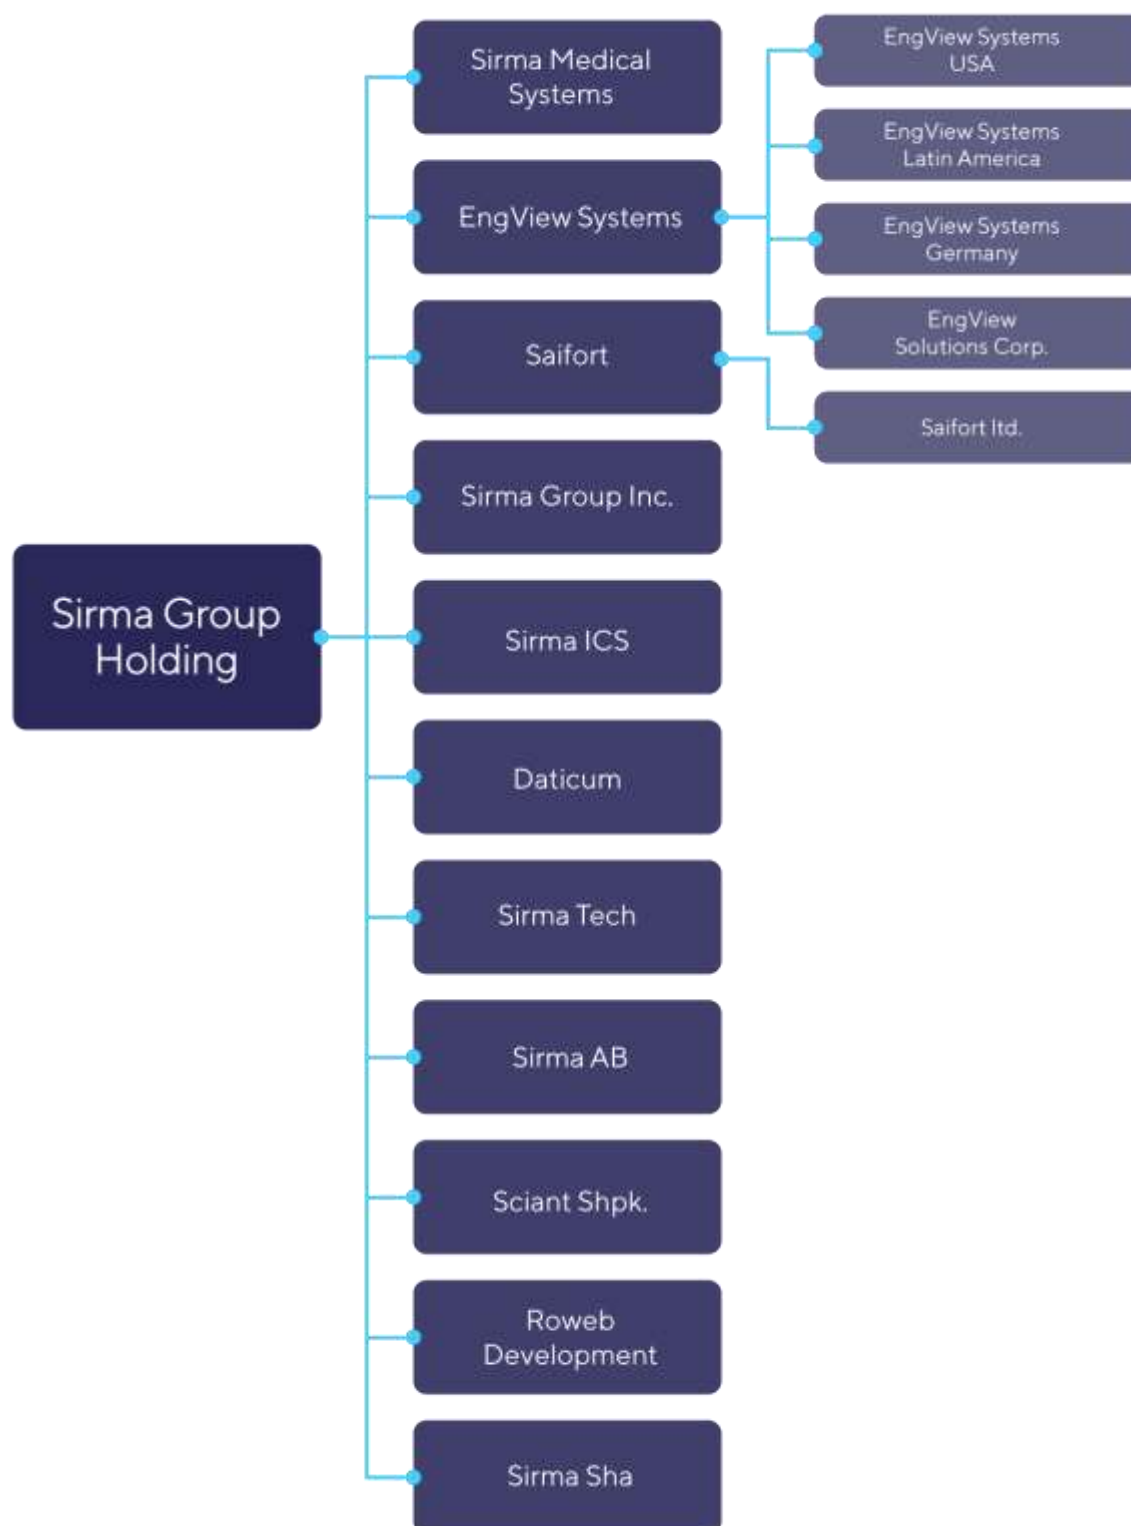 Sirma Group
Holding
Sirma Medical
Systems
EngView Systems
Saifort
Sirma Group Inc.
Sirma ICS
Daticum
Sirma Tech
Sirma AB
Sciant Shpk.
Roweb
Development
Sirma Sha
EngView Systems
USA
EngView Systems
Latin America
EngView Systems
Germany
EngView
Solutions Corp.
Saifort ltd.